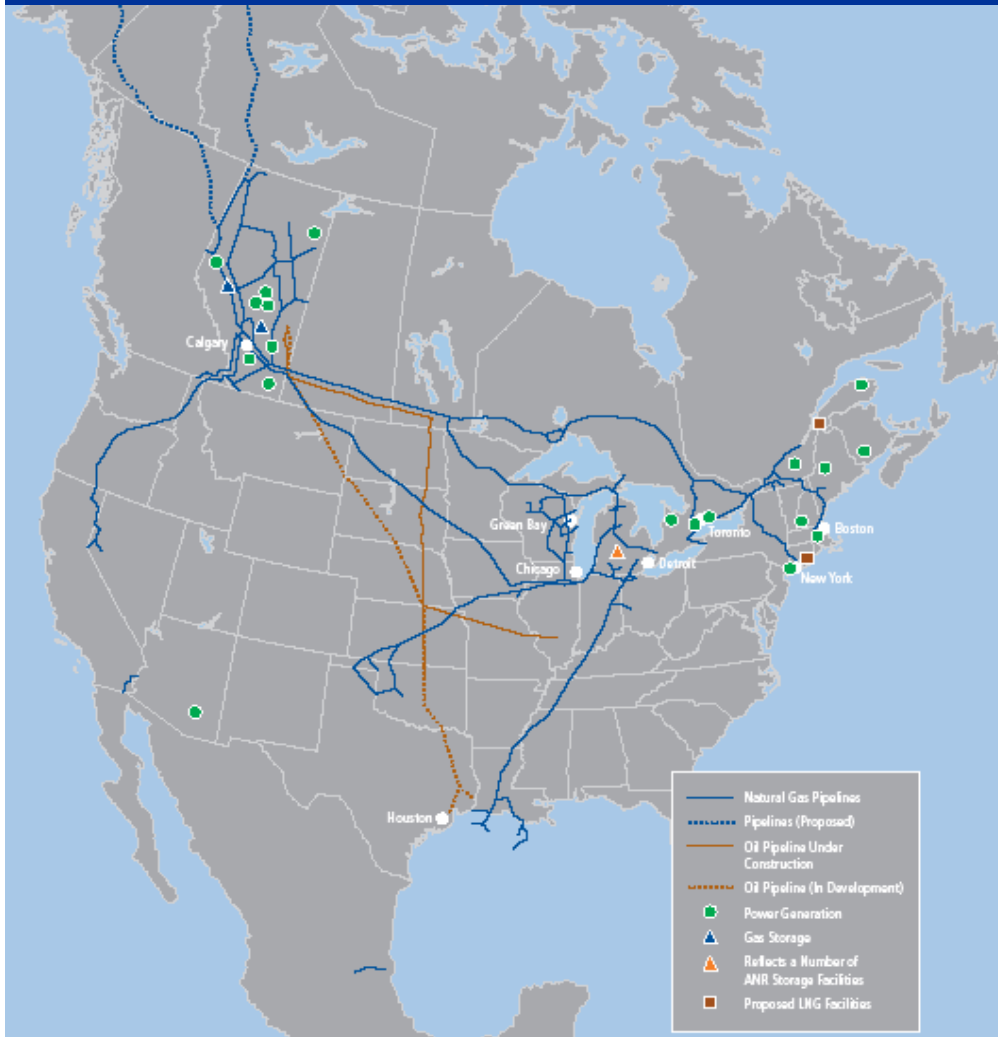 Calgary
Green Bay
Toronto
Boston
Chicago
Detroit
New York
Houston
Natural Gas Pipelines
Pipelines (Proposed)
Oil Pipeline Under
Construction
Oil Pipeline (In Development)
Power Generation
Gas Storage
Reflects a Number of
ANR Storage Facilities
Proposed LNG Facilities